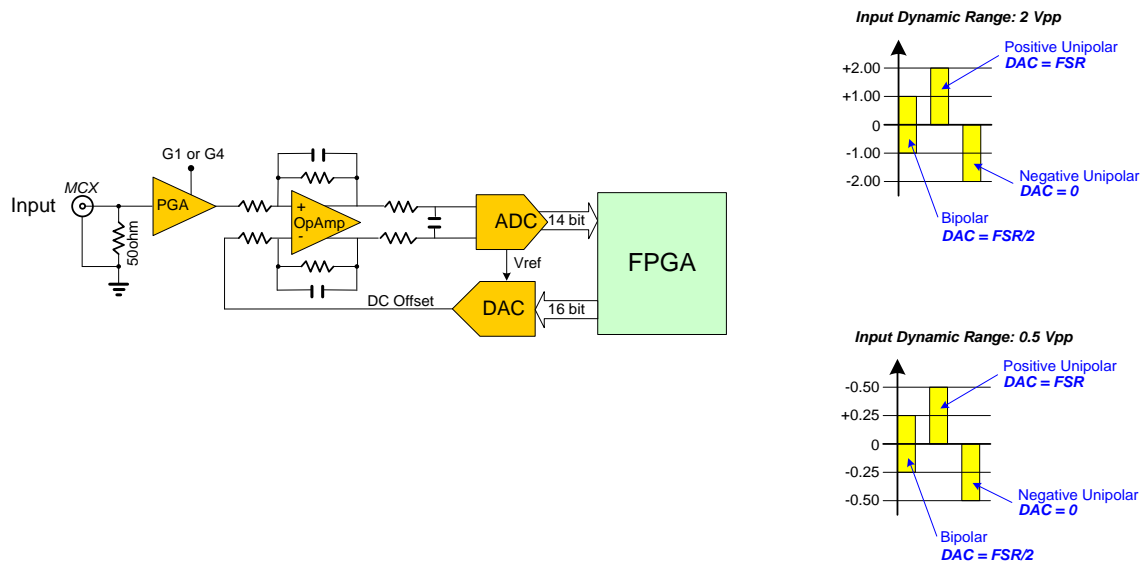 Input Dynamic Range: 2 Vpp
Positive Unipolar
DAC = FSR
+2.00
+1.00
0
-1.00
-2.00
Negative Unipolar
DAC = 0
Bipolar
DAC = FSR/2
G1 or G4
MCX
Input
PGA
50ohm
+
OpAmp
-
ADC
14 bit
FPGA
Vref
DC Offset
DAC
16 bit
Input Dynamic Range: 0.5 Vpp
Positive Unipolar
DAC = FSR
-0.50
+0.25
0
-0.25
-0.50
Negative Unipolar
DAC = 0
Bipolar
DAC = FSR/2